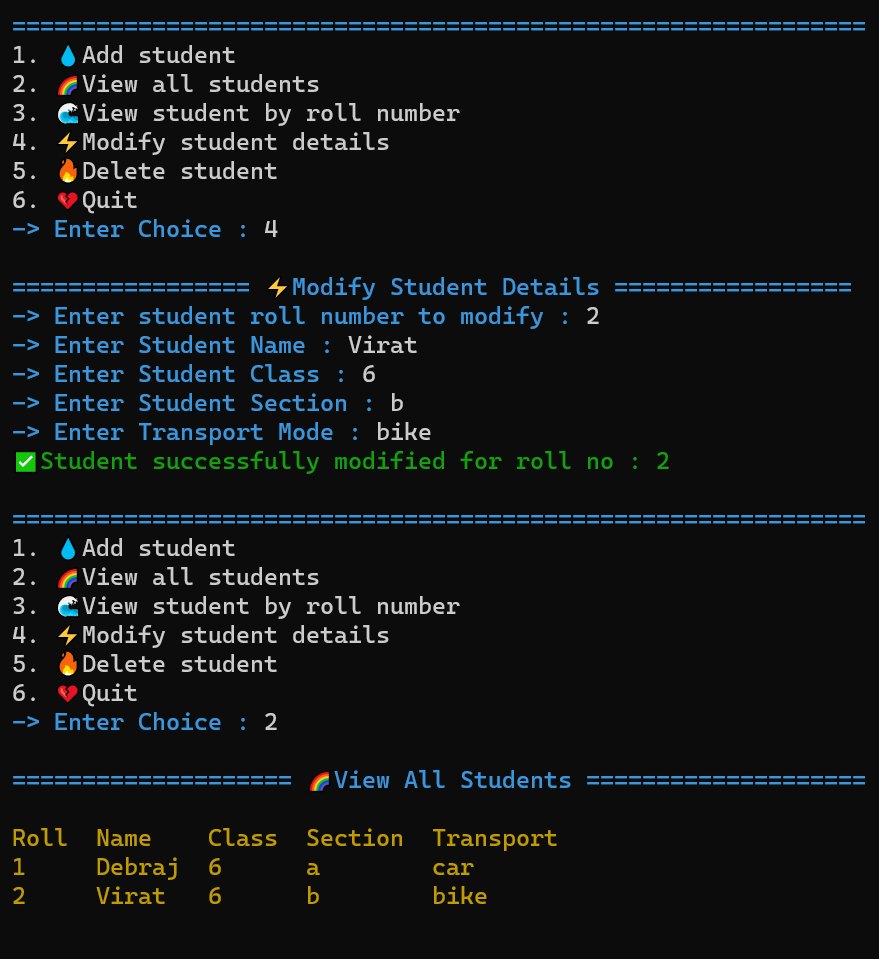 =============================================================
1. 💧Add student
2. 🌈View all students
3. 🌊View student by roll number
4. ⚡Modify student details
5. 🔥Delete student
6. 💔Quit
-> Enter Choice : 4
================= ⚡Modify Student Details =================
-> Enter student roll number to modify : 2
-> Enter Student Name : Virat
-> Enter Student Class : 6
-> Enter Student Section : b
-> Enter Transport Mode : bike
✅Student successfully modified for roll no : 2
=============================================================
1. 💧Add student
2. 🌈View all students
3. 🌊View student by roll number
4. ⚡Modify student details
5. 🔥Delete student
6. 💔Quit
-> Enter Choice : 2
==================== 🌈View All Students ====================
Roll  Name    Class  Section  Transport
1     Debraj  6      a        car
2     Virat   6      b        bike